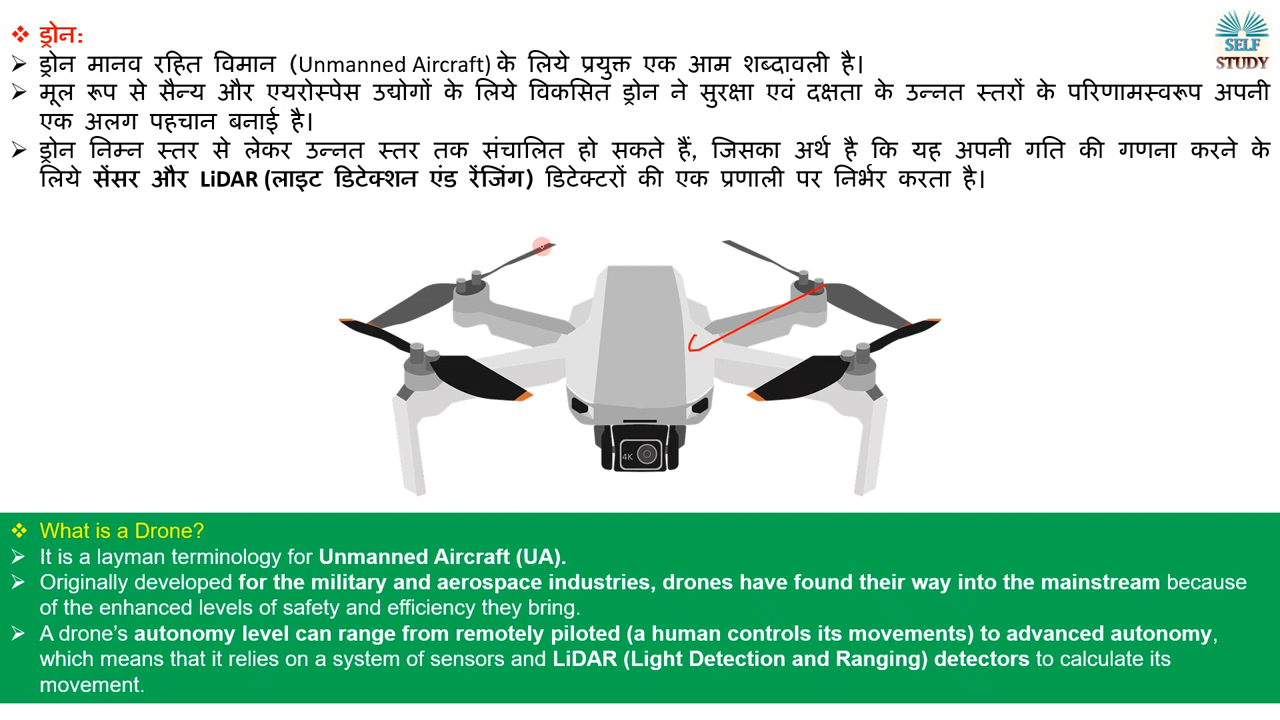 ❖ ड्रोन:
SELF
STUDY
➢ ड्रोन मानव रहित विमान (Unmanned Aircraft) के लिये प्रयुक्त एक आम शब्दावली है।
➢ मूल रूप से सैन्य और एयरोस्पेस उद्योगों के लिये विकसित ड्रोन ने सुरक्षा एवं दक्षता के उन्नत स्तरों के परिणामस्वरूप अपनी
एक अलग पहचान बनाई है।
➢ ड्रोन निम्न स्तर से लेकर उन्नत स्तर तक संचालित हो सकते हैं, जिसका अर्थ है कि यह अपनी गति की गणना करने के
लिये सेंसर और LiDAR (लाइट डिटेक्शन एंड रेंजिंग) डिटेक्टरों की एक प्रणाली पर निर्भर करता है।
4K
❖ What is a Drone?
➢ It is a layman terminology for Unmanned Aircraft (UA).
➢ Originally developed for the military and aerospace industries, drones have found their way into the mainstream because
of the enhanced levels of safety and efficiency they bring.
➢ A drone's autonomy level can range from remotely piloted (a human controls its movements) to advanced autonomy,
which means that it relies on a system of sensors and LiDAR (Light Detection and Ranging) detectors to calculate its
movement.